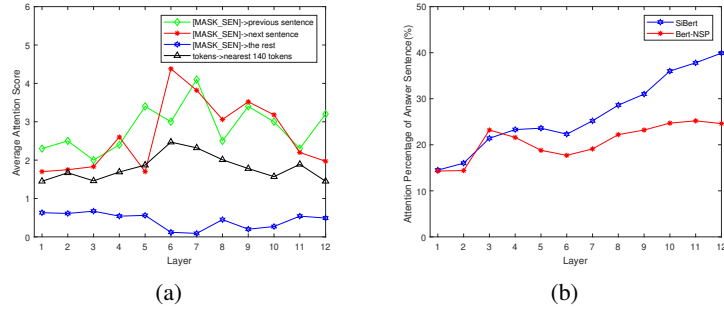 [MASK_SEN]->previous sentence
[MASK_SEN]->next sentence
[MASK_SEN]->the rest
tokens->nearest 140 tokens
Average Attention Score
6
5
4
3
2
1
0
1 2 3 4 5 6 7 8 9 10 11 12
Layer
(a)
SiBert
Bert-NSP
Attention Percentage of Answer Sentence(%)
50
40
30
20
10
0
1 2 3 4 5 6 7 8 9 10 11 12
Layer
(b)